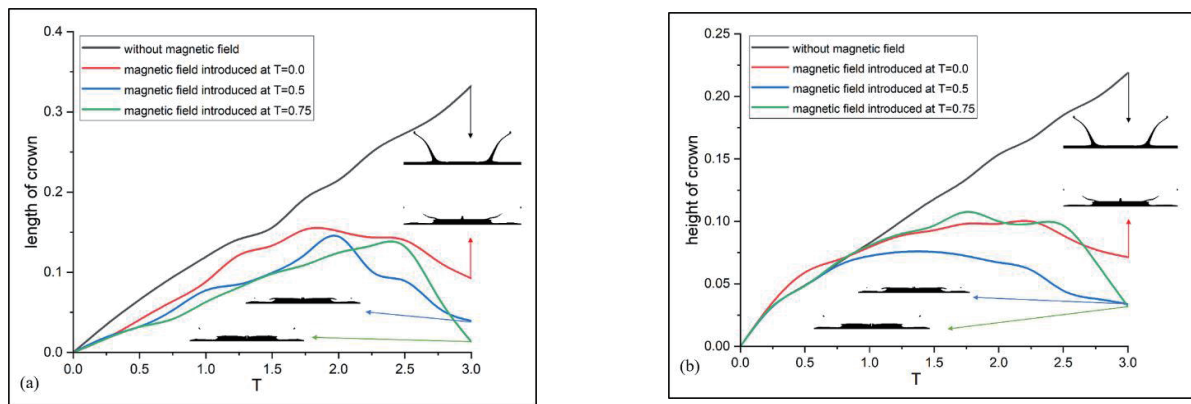 length of crown
0.4
0.3
0.2
0.1
0.0
without magnetic field
magnetic field introduced at T=0.0
magnetic field introduced at T=0.5
magnetic field introduced at T=0.75
(a)
0.0 0.5 1.0 1.5 2.0 2.5 3.0
T
height of crown
0.25
0.20
0.15
0.10
0.05
0.00
without magnetic field
magnetic field introduced at T=0.0
magnetic field introduced at T=0.5
magnetic field introduced at T=0.75
(b)
0.0 0.5 1.0 1.5 2.0 2.5 3.0
T